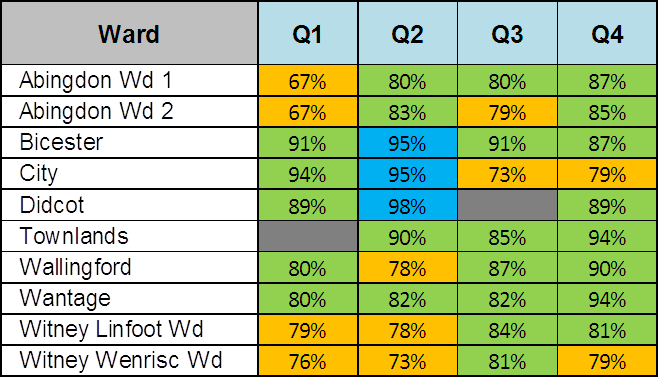 Ward Q1 Q2 Q3 Q4
Abingdon Wd 1 67% 80% 80% 87%
Abingdon Wd 2 67% 83% 79% 85%
Bicester 91% 95% 91% 87%
City 94% 95% 73% 79%
Didcot 89% 98% 89%
Townlands 90% 85% 94%
Wallingford 80% 78% 87% 90%
Wantage 80% 82% 82% 94%
Witney Linfoot Wd 79% 78% 84% 81%
Witney Wenrisc Wd 76% 73% 81% 79%